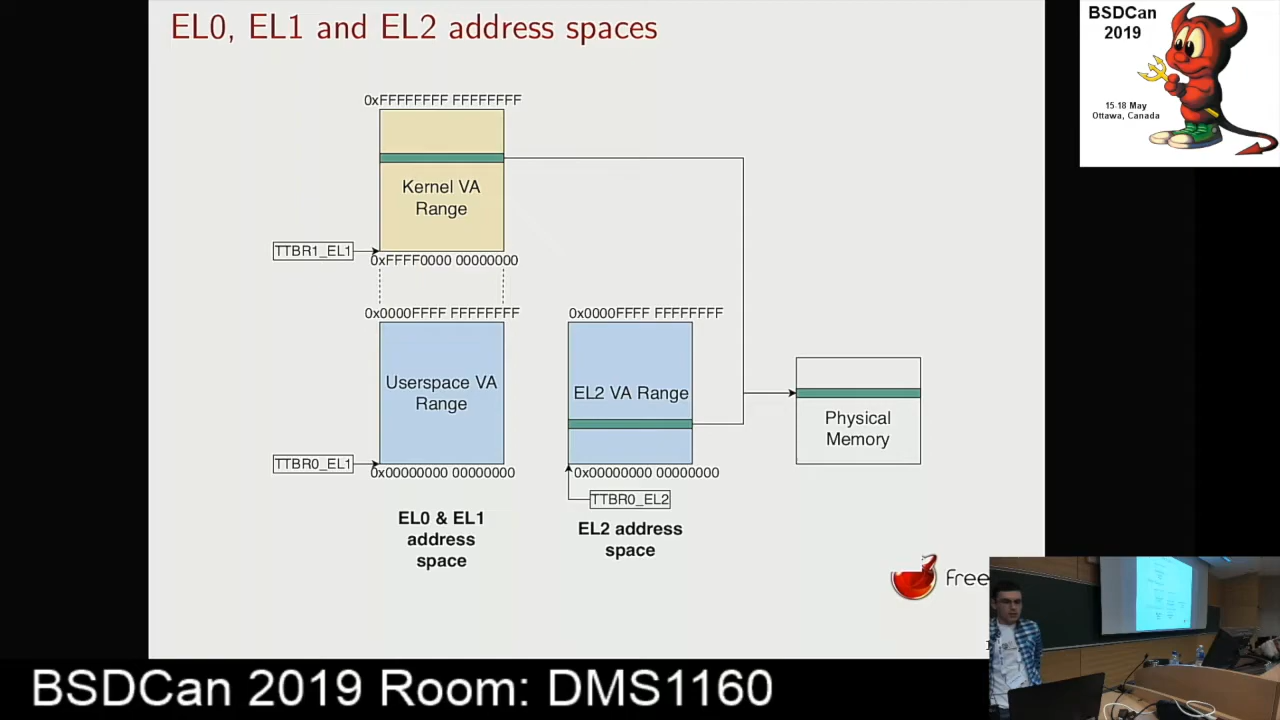 EL0, EL1 and EL2 address spaces
BSDCan
2019
15-18 May
Ottawa, Canada
0xFFFFFFFF FFFFFFFF
Kernel VA
Range
TTBR1_EL1
0xFFFF0000 00000000
0x0000FFFF FFFFFFFF
Userspace VA
Range
TTBR0_EL1
0x00000000 00000000
EL0 & EL1
address
space
0x0000FFFF FFFFFFFF
EL2 VA Range
0x00000000 00000000
TTBR0_EL2
EL2 address
space
Physical
Memory
Free
BSDCan 2019 Room: DMS1160